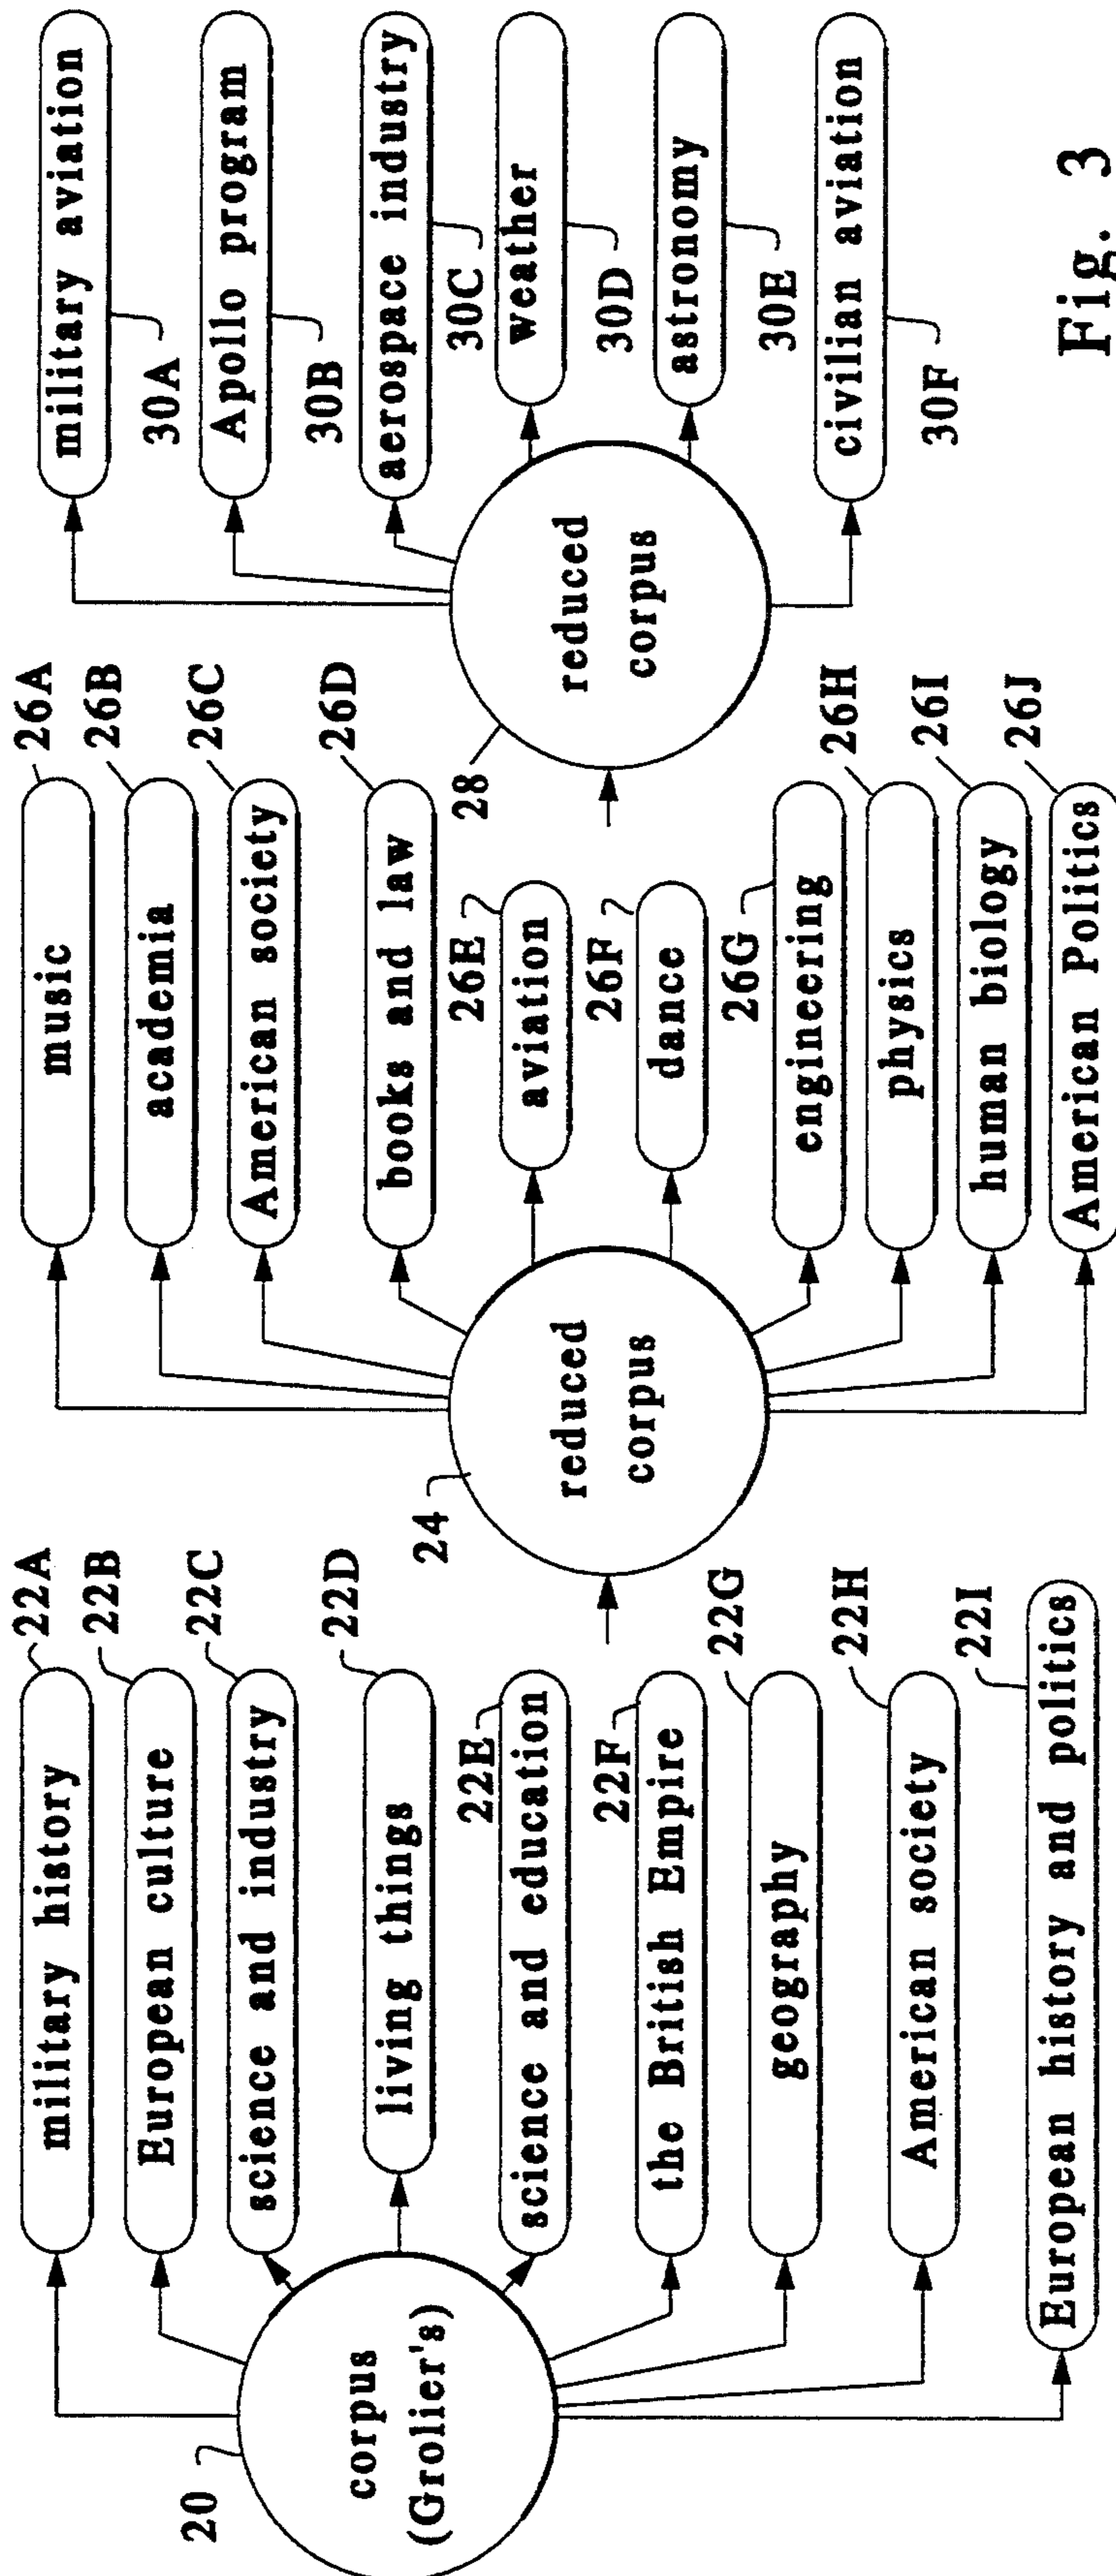 20
corpus
(Grolier's)
military history
22A
European culture
22B
science and industry
22C
living things
22D
science and education
22E
the British Empire
22F
geography
22G
American society
22H
European history and politics
22I
24
reduced
corpus
music
26A
academia
26B
American society
26C
books and law
26D
aviation
26E
dance
26F
engineering
26G
physics
26H
human biology
26I
American Politics
26J
28
reduced
corpus
military aviation
30A
Apollo program
30B
aerospace industry
30C
weather
30D
astronomy
30E
civilian aviation
30F
Fig. 3